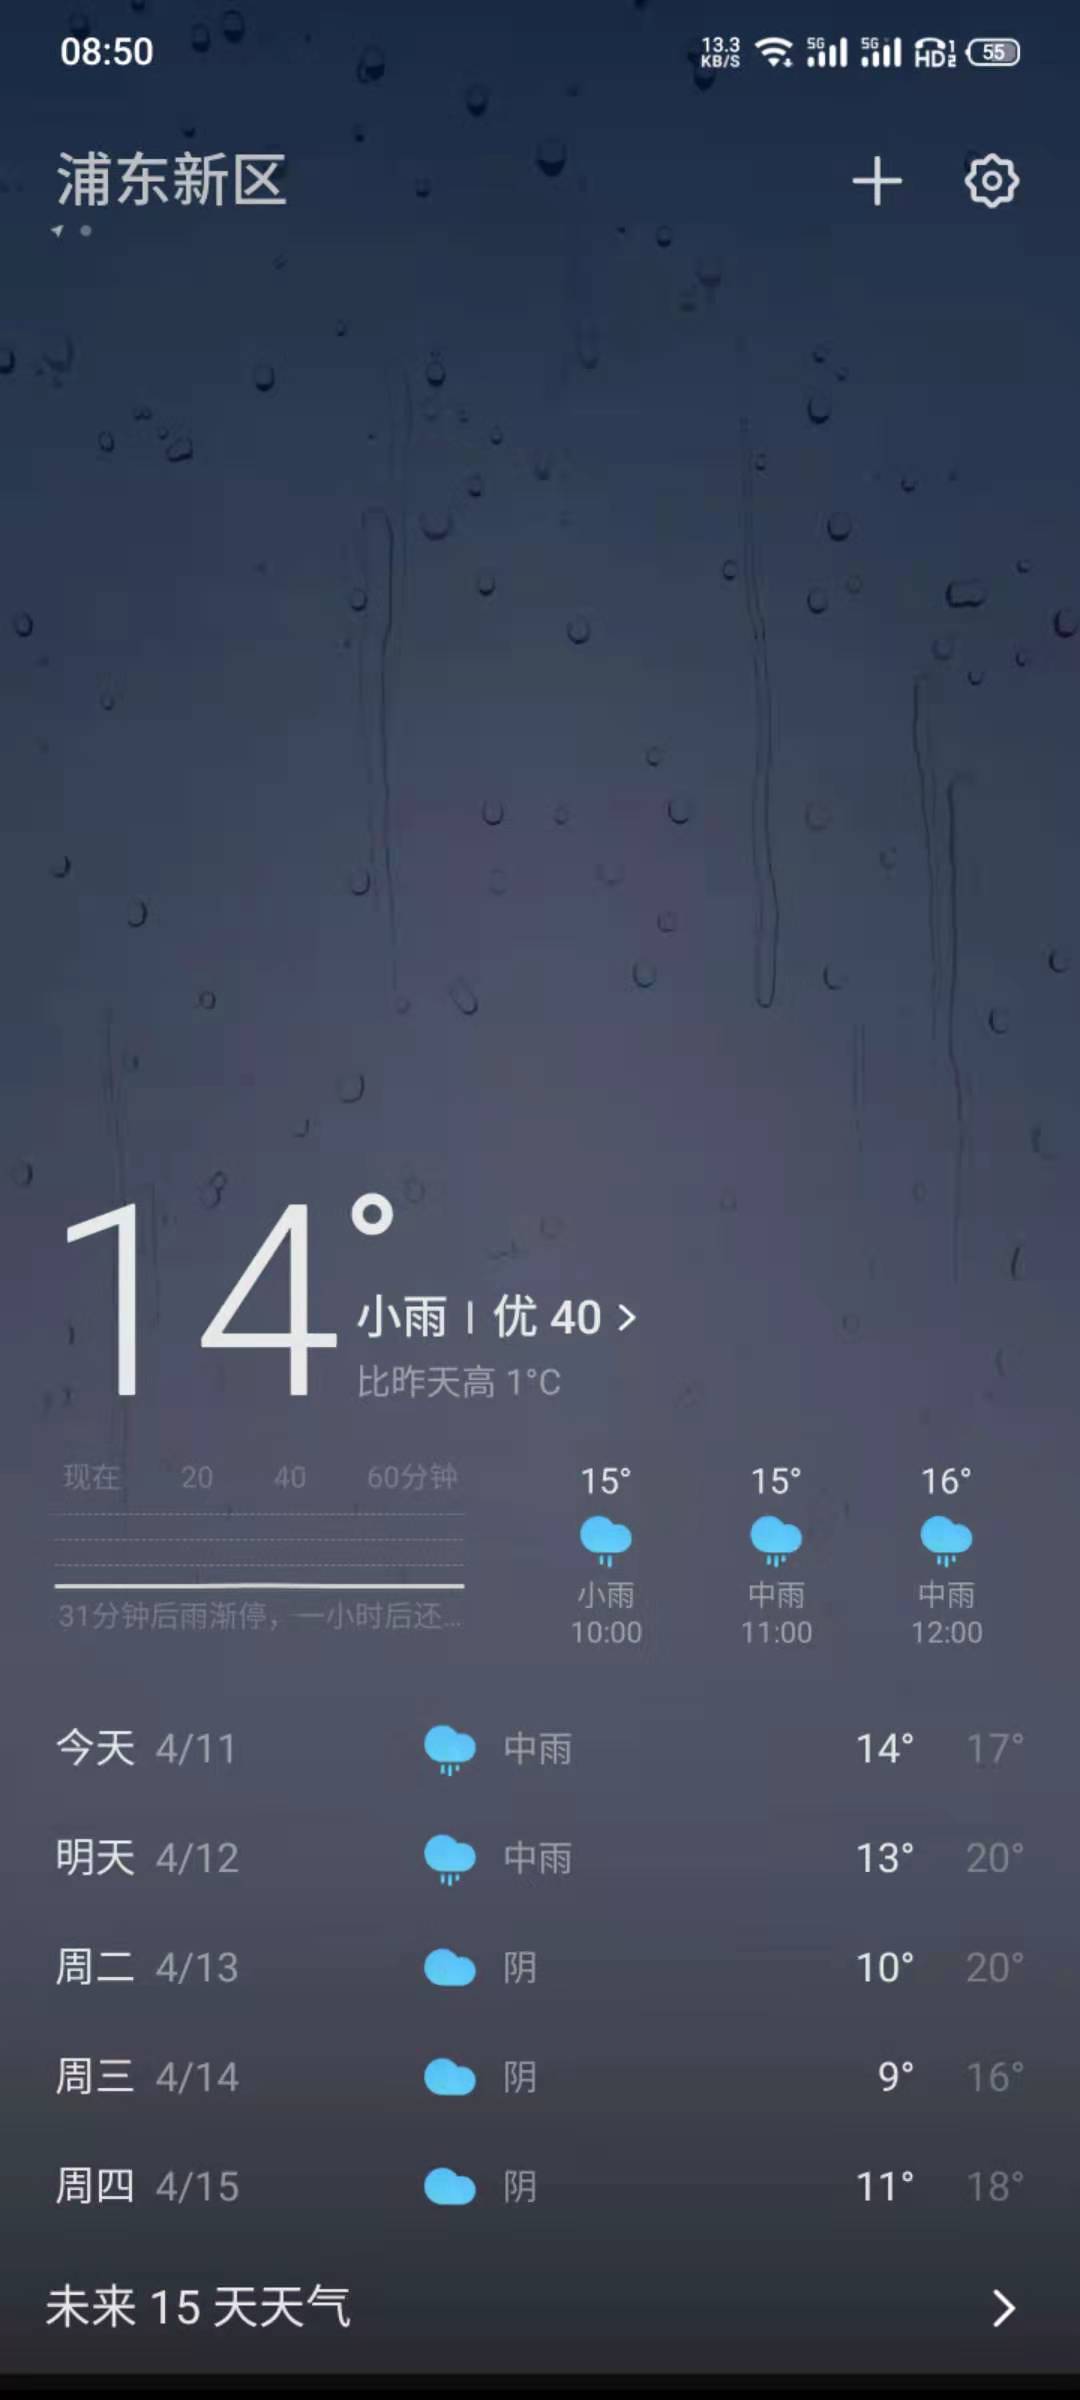 08:50 13.3 KB/S 5G 5G HD 1 2 55
浦东新区
14°
小雨 | 优 40 >
比昨天高 1°C
现在 20 40 60分钟
31分钟后雨渐停，一小时后还...
15° 15° 16°
小雨 中雨 中雨
10:00 11:00 12:00
今天 4/11 中雨 14° 17°
明天 4/12 中雨 13° 20°
周二 4/13 阴 10° 20°
周三 4/14 阴 9° 16°
周四 4/15 阴 11° 18°
未来 15 天天气